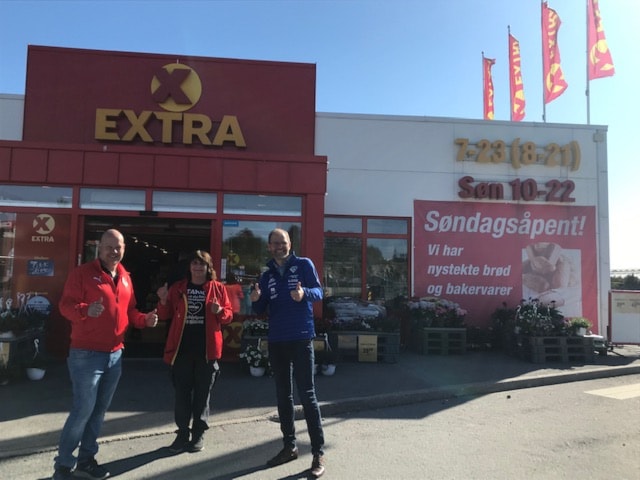 X
EXTRA
7-23 (8-21)
Søn 10-22
Søndagsåpent!
Vi har
nystekte brød
og bakervarer
X
EXTRA